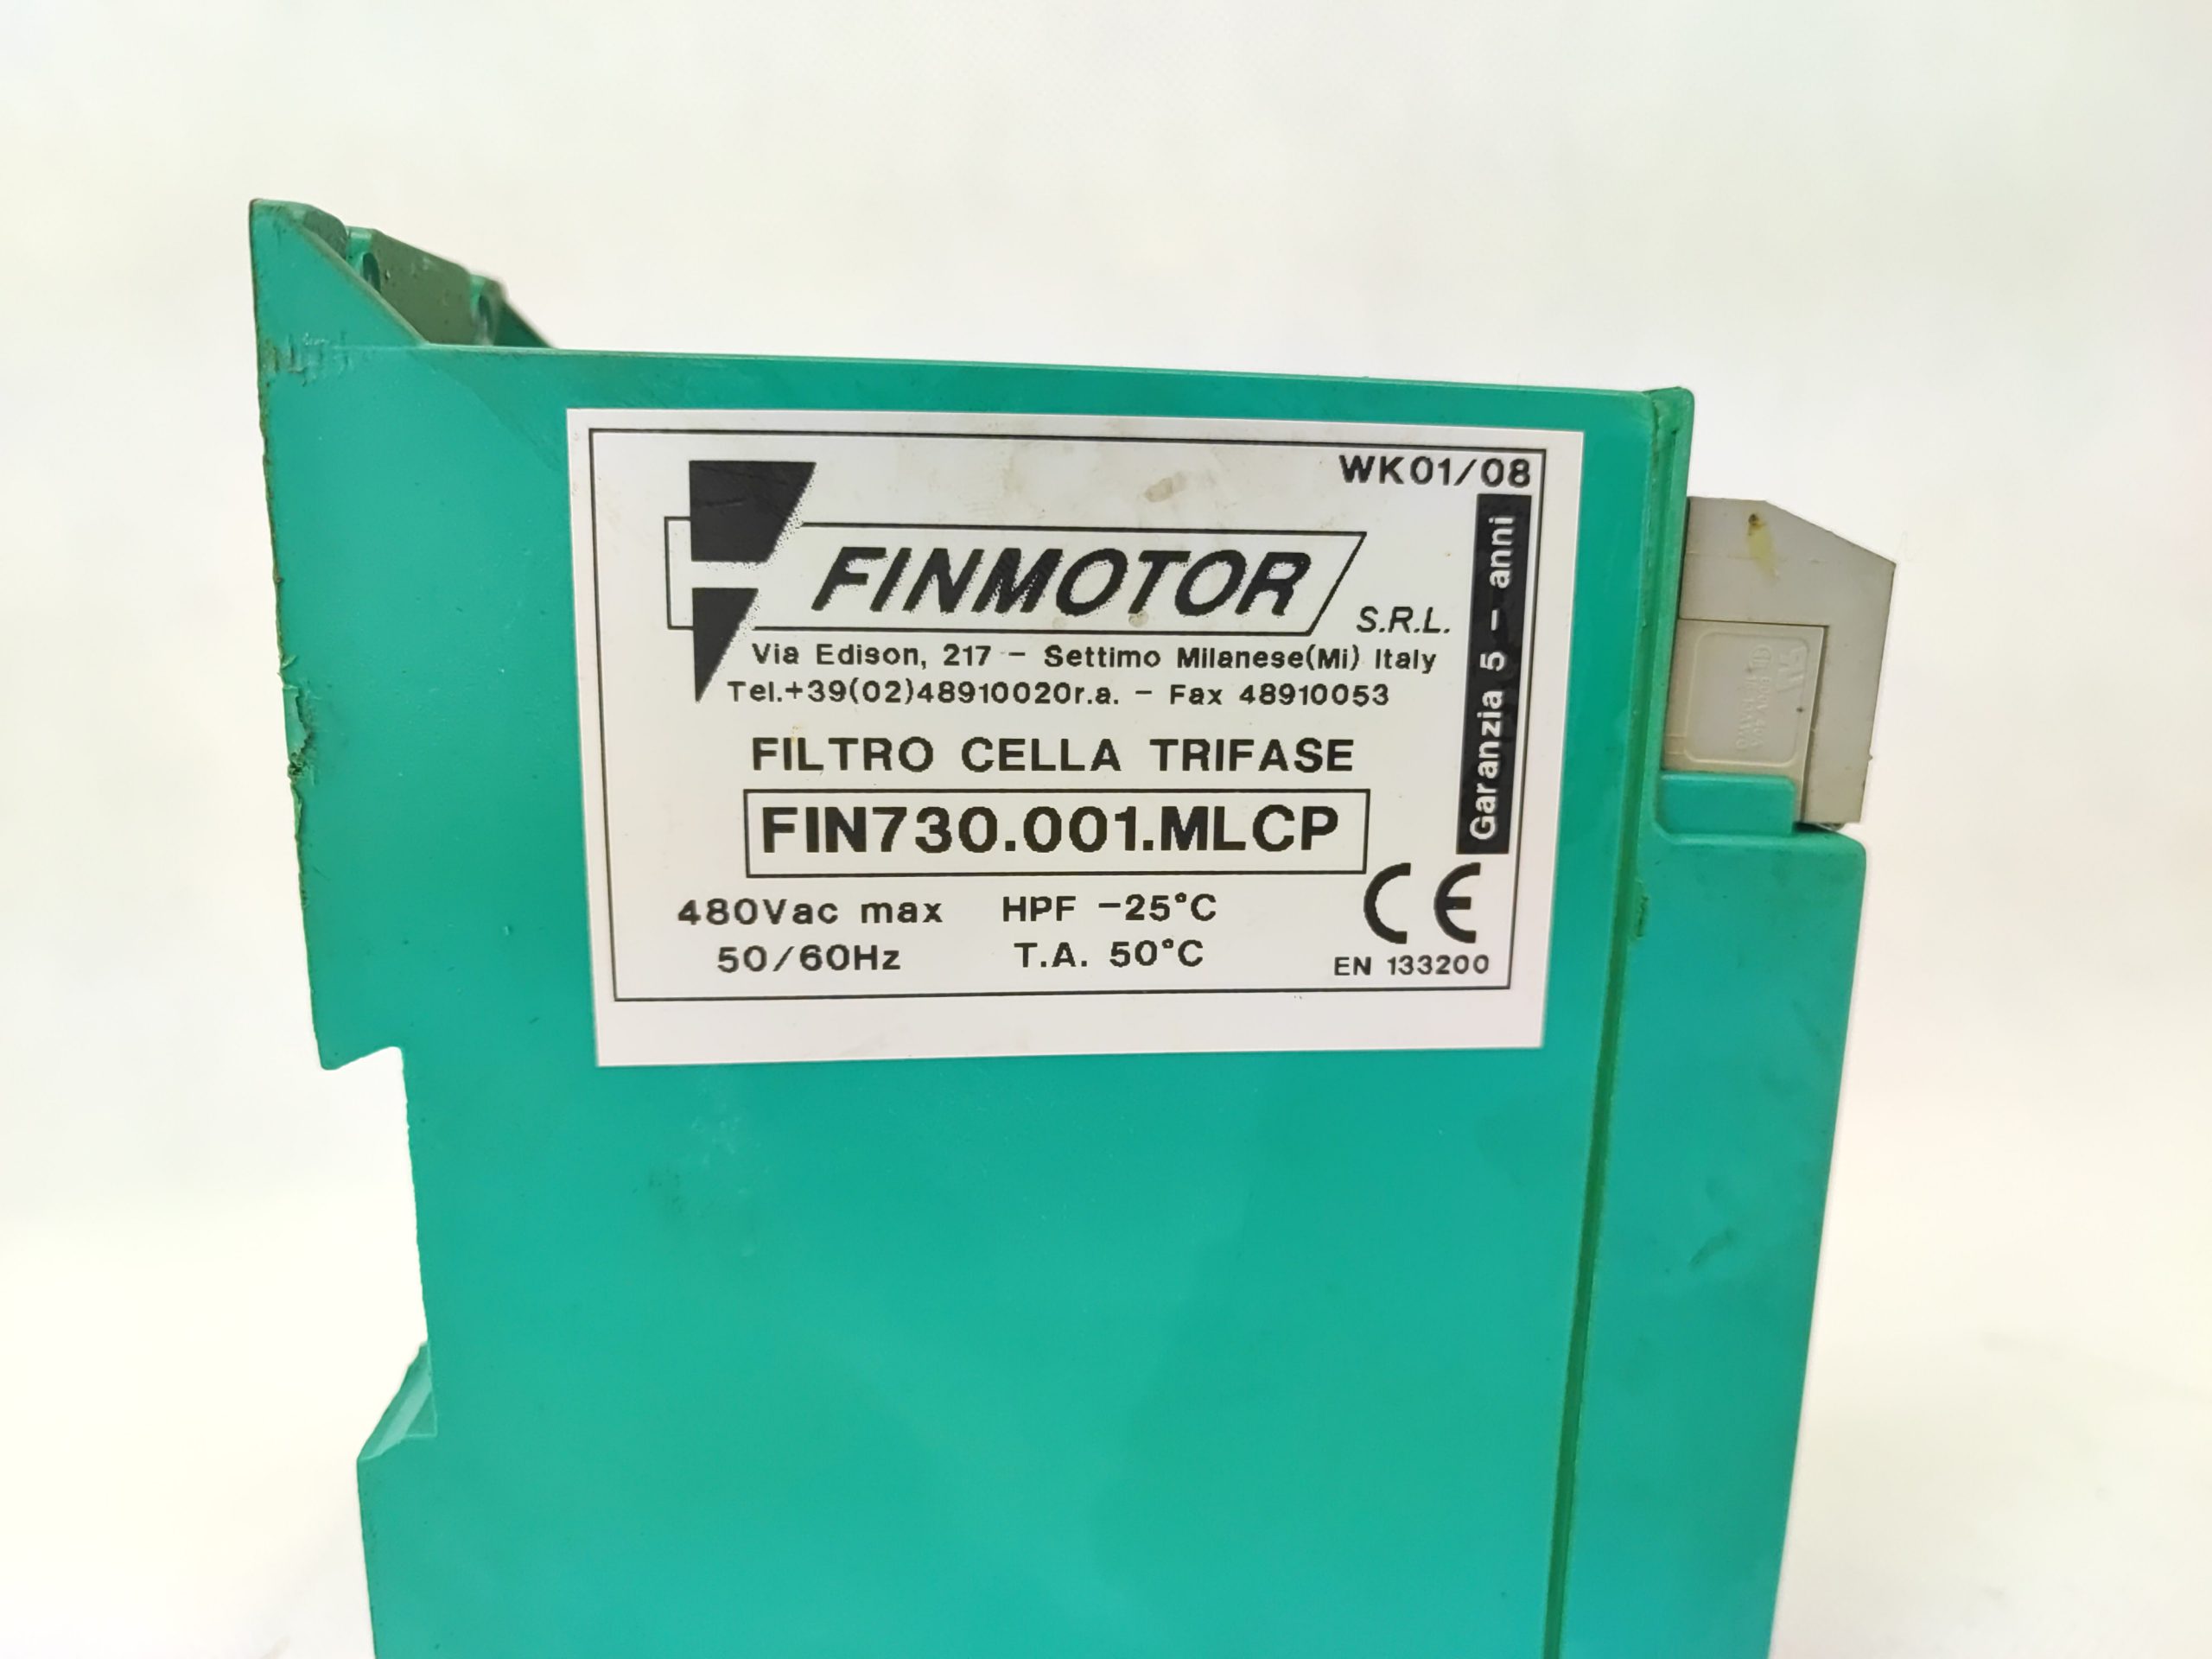 WK01/08
FINMOTOR S.R.L.
Via Edison, 217 - Settimo Milanese(Mi) Italy
Tel.+39(02)48910020r.a. - Fax 48910053
Garanzia 5 - anni
FILTRO CELLA TRIFASE
FIN730.001.MLCP
480Vac max HPF -25°C
50/60Hz T.A. 50°C
CE
EN 133200